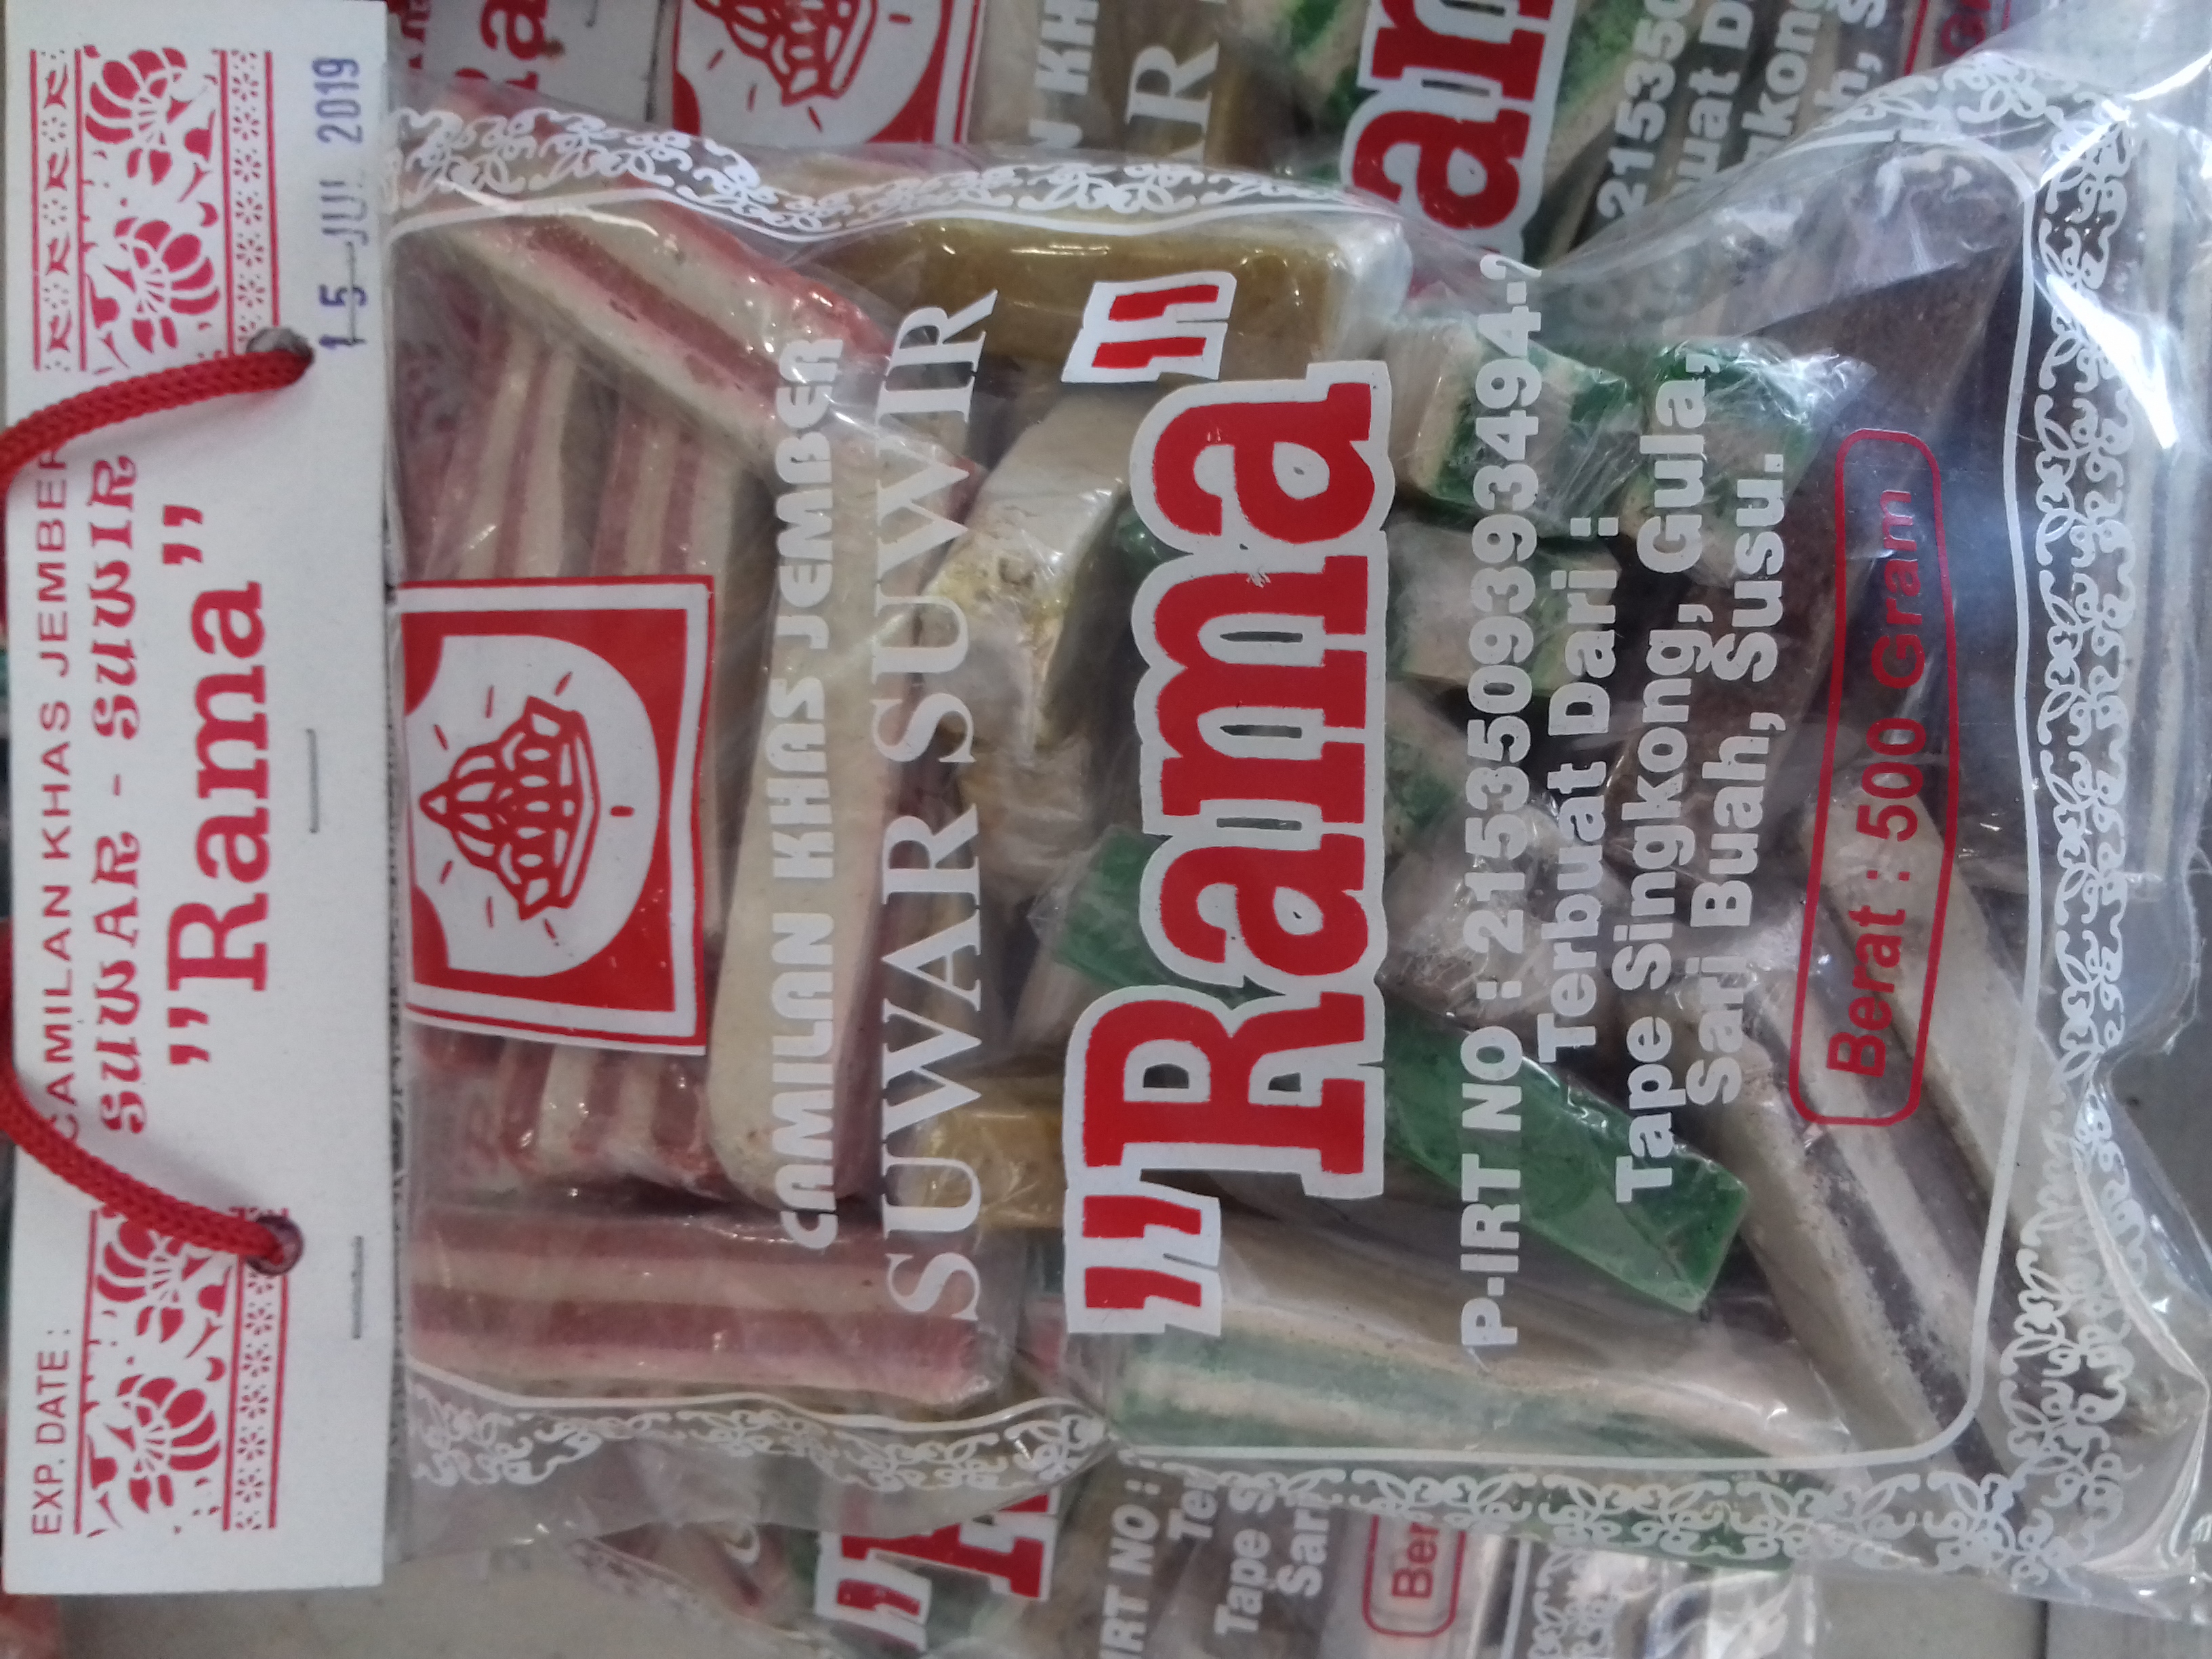 CAMILAN KHAS JEMBER
SUWAR - SUWIR
"Rama"
EXP. DATE :
15 JUL 2019
CAMILAN KHAS JEMBER
SUWAR SUWIR
"Rama"
P-IRT NO : 2153509393494.
Terbuat Dari :
Tape Singkong, Gula,
Sari Buah, Susu.
Berat : 500 Gram